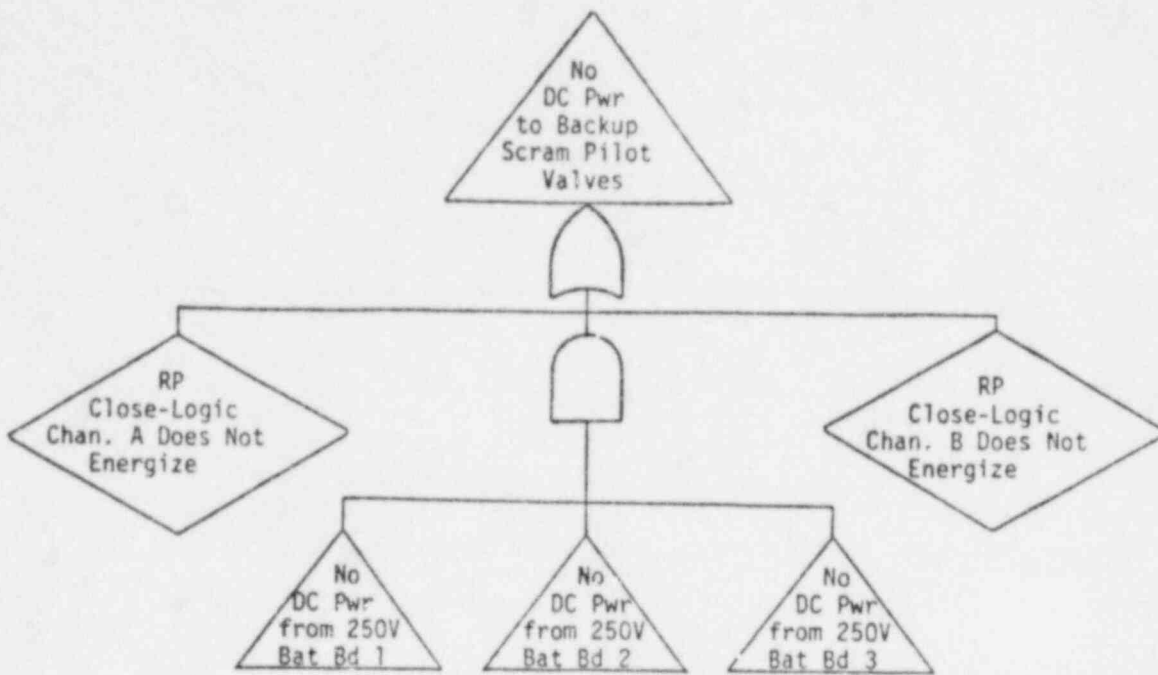 No
DC Pwr
to Backup
Scram Pilot
Valves
RP
Close-Logic
Chan. A Does Not
Energize
RP
Close-Logic
Chan. B Does Not
Energize
No
DC Pwr
from 250V
Bat Bd 1
No
DC Pwr
from 250V
Bat Bd 2
No
DC Pwr
from 250V
Bat Bd 3